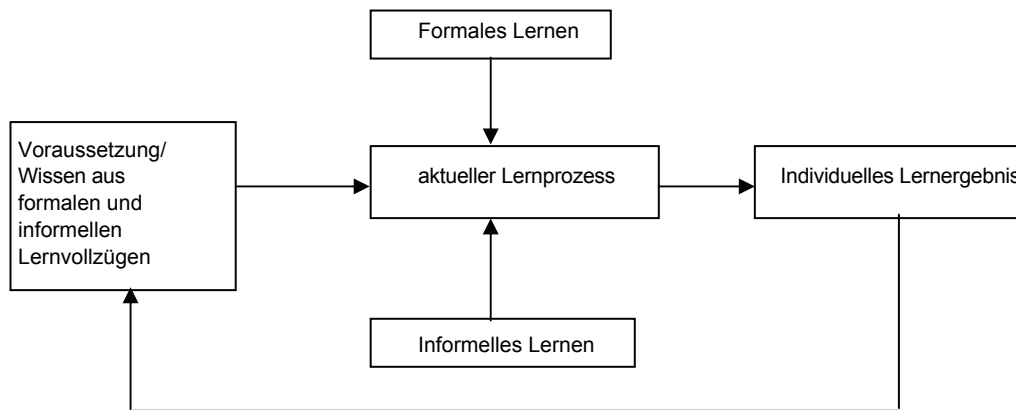 Formales Lernen
Voraussetzung/
Wissen aus
formalen und
informellen
Lernvollzügen
aktueller Lernprozess
Individuelles Lernergebnis
Informelles Lernen